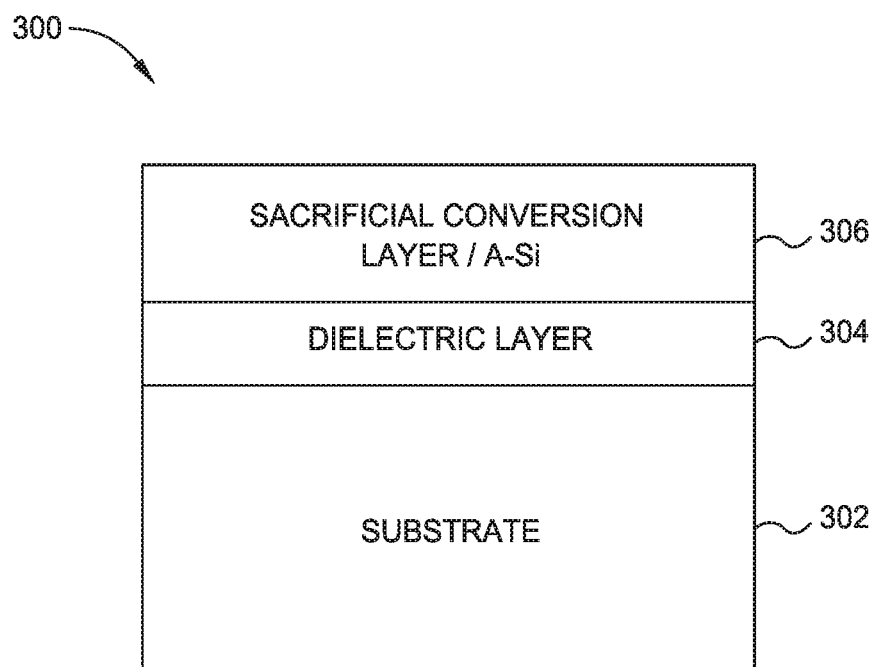 300
SACRIFICIAL CONVERSION
LAYER / A-Si
306
DIELECTRIC LAYER
304
SUBSTRATE
302